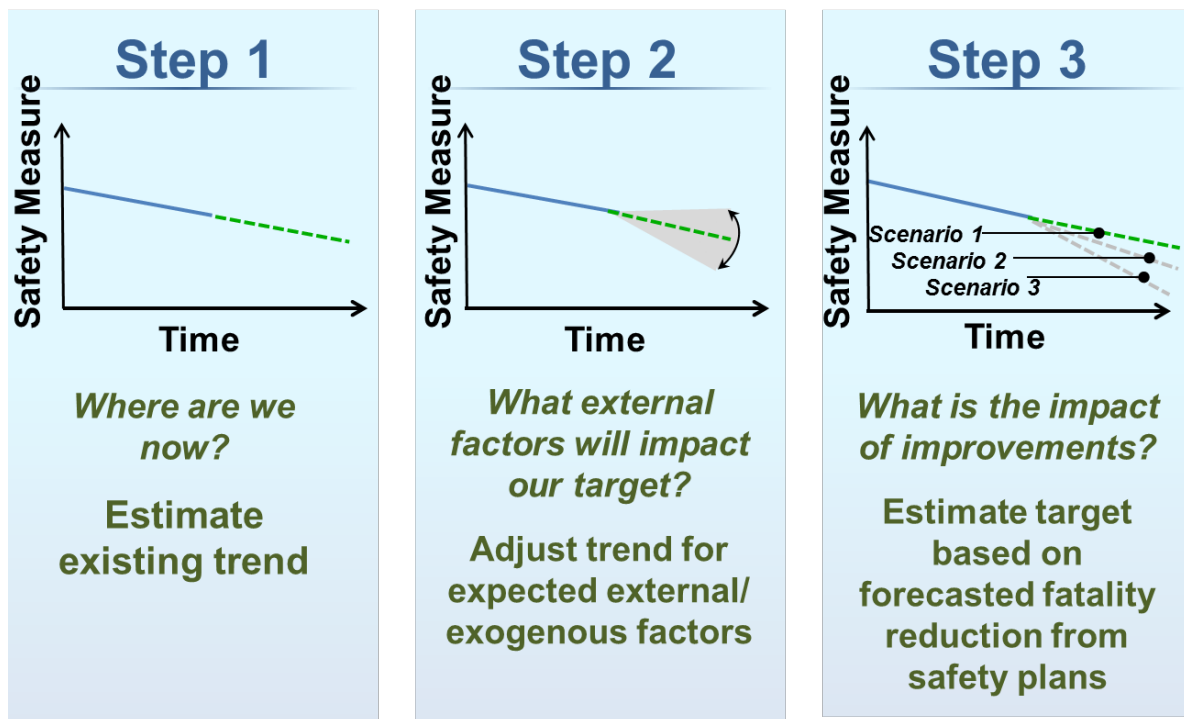 Step 1
Safety Measure
Time
Where are we
now?
Estimate
existing trend
Step 2
Safety Measure
Time
What external
factors will impact
our target?
Adjust trend for
expected external/
exogenous factors
Step 3
Safety Measure
Scenario 1
Scenario 2
Scenario 3
Time
What is the impact
of improvements?
Estimate target
based on
forecasted fatality
reduction from
safety plans